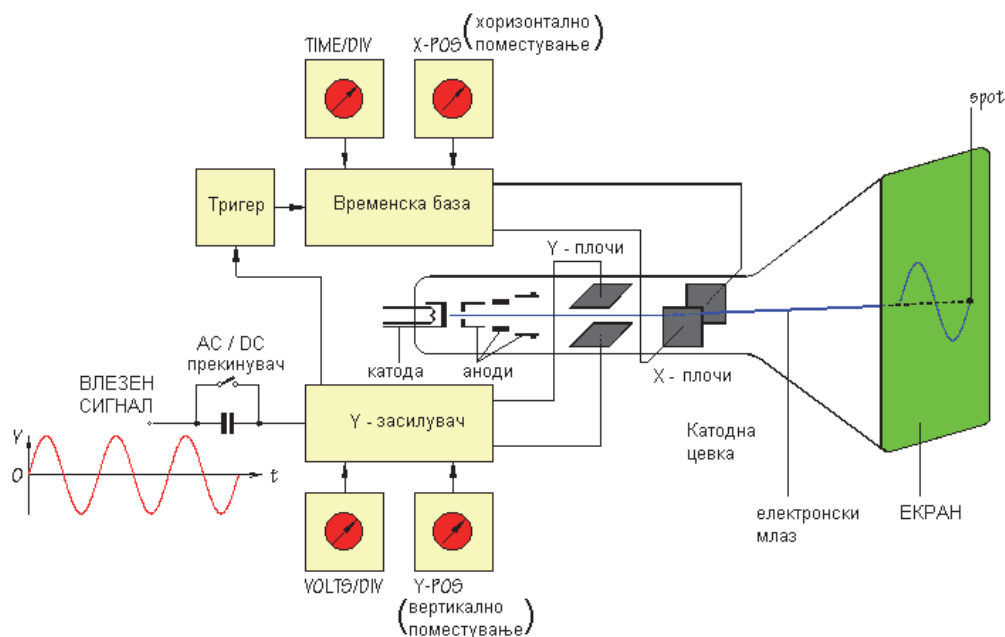 TIME/DIV
X-POS
(хоризонтално
поместување)
spot
Тригер
Временска база
Y - плочи
AC / DC
прекинувач
ВЛЕЗЕН
СИГНАЛ
катода
аноди
X - плочи
Y
0
t
Y - засилувач
Катодна
цевка
електронски
млаз
ЕКРАН
VOLTS/DIV
Y-POS
(вертикално
поместување)